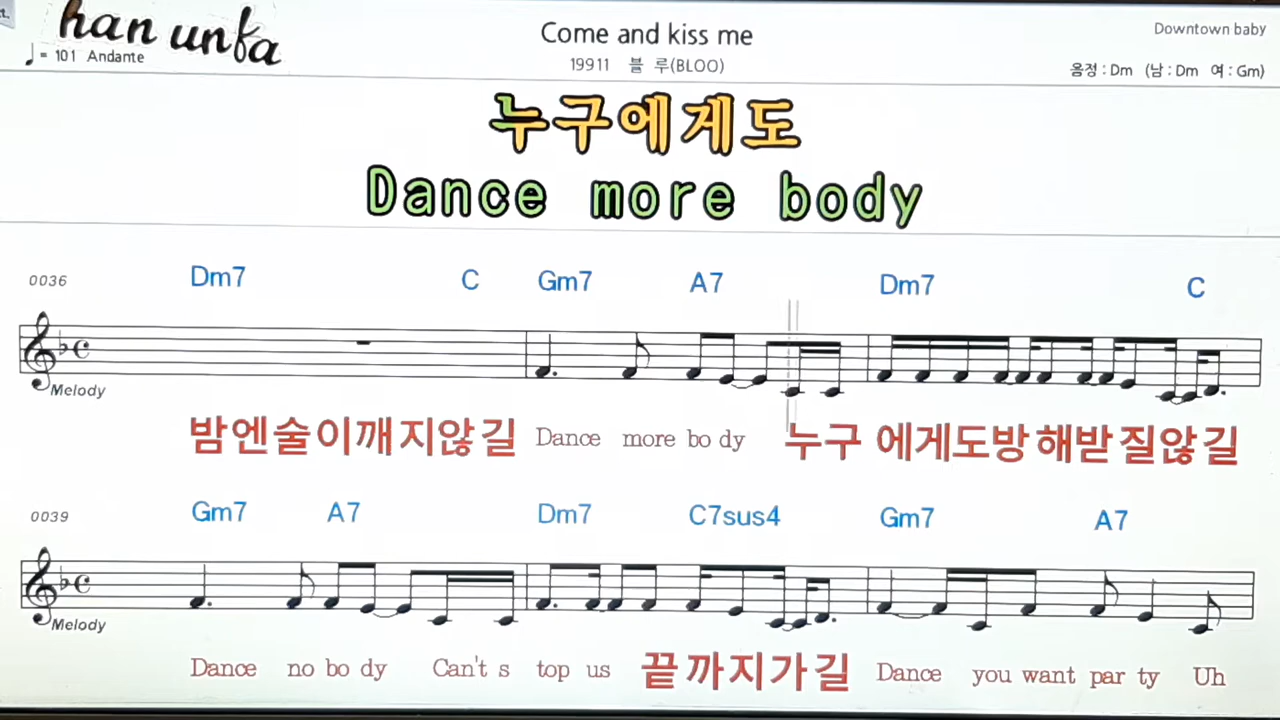 han unfa
Come and kiss me
Downtown baby
♩ = 101 Andante
19911 블 루(BLOO)
음정 : Dm (남 : Dm 여 : Gm)
누구에게도
Dance more body
0036 Dm7 C Gm7 A7 Dm7 C
Melody
밤엔술이깨지않길 Dance more bo dy 누구 에게도방해받질않길
0039 Gm7 A7 Dm7 C7sus4 Gm7 A7
Melody
Dance no bo dy Can't s top us 끝까지가길 Dance you want par ty Uh